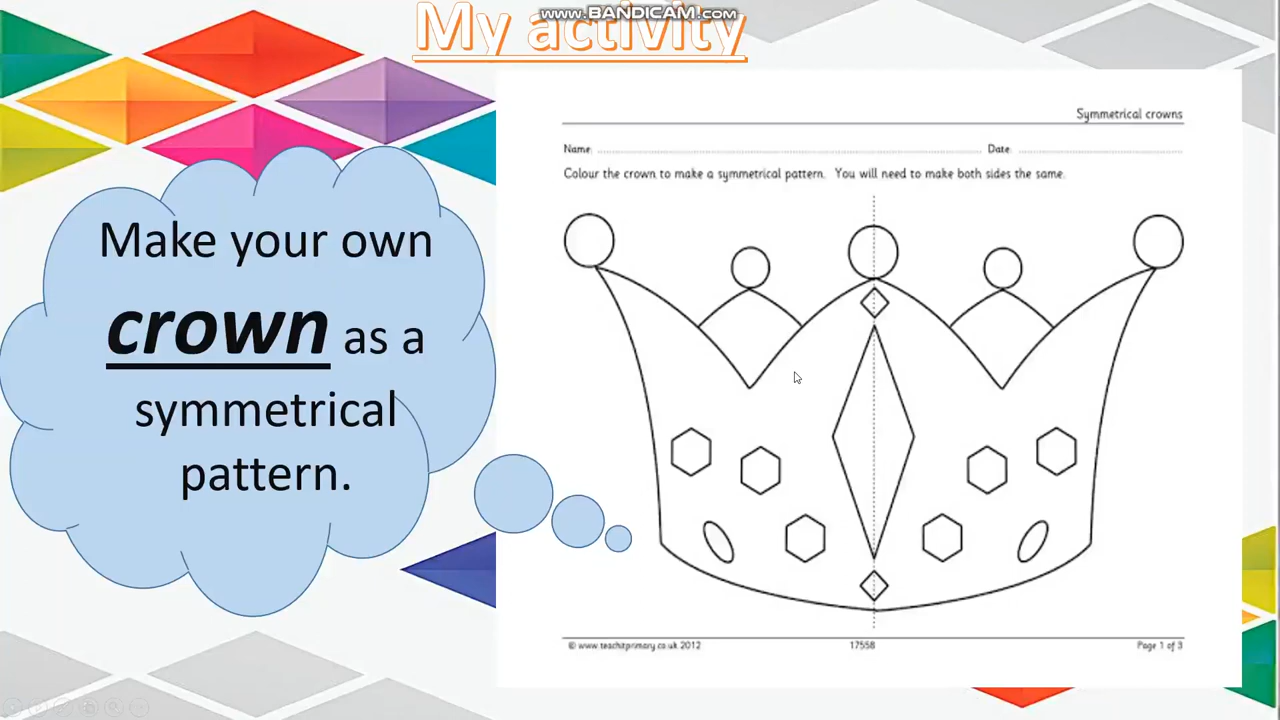 www.BANDICAM.com
My activity
Make your own
crown as a
symmetrical
pattern.
Symmetrical crowns
Name: Date:
Colour the crown to make a symmetrical pattern. You will need to make both sides the same.
© www.teachitprimary.co.uk 2012 17558 Page 1 of 3